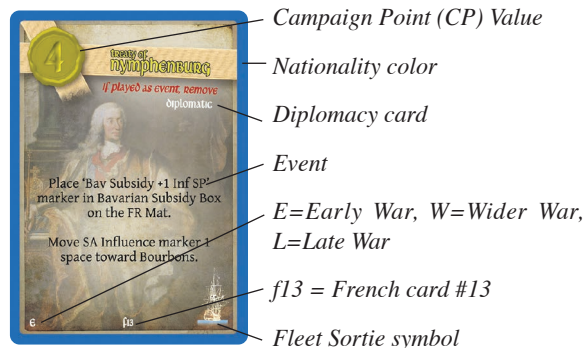 4
treaty of
nymphenburg
if played as event, remove
diplomatic
Place ‘Bav Subsidy +1 Inf SP’
marker in Bavarian Subsidy Box
on the FR Mat.
Move SA Influence marker 1
space toward Bourbons.
E
f13
Campaign Point (CP) Value
Nationality color
Diplomacy card
Event
E=Early War, W=Wider War,
L=Late War
f13 = French card #13
Fleet Sortie symbol